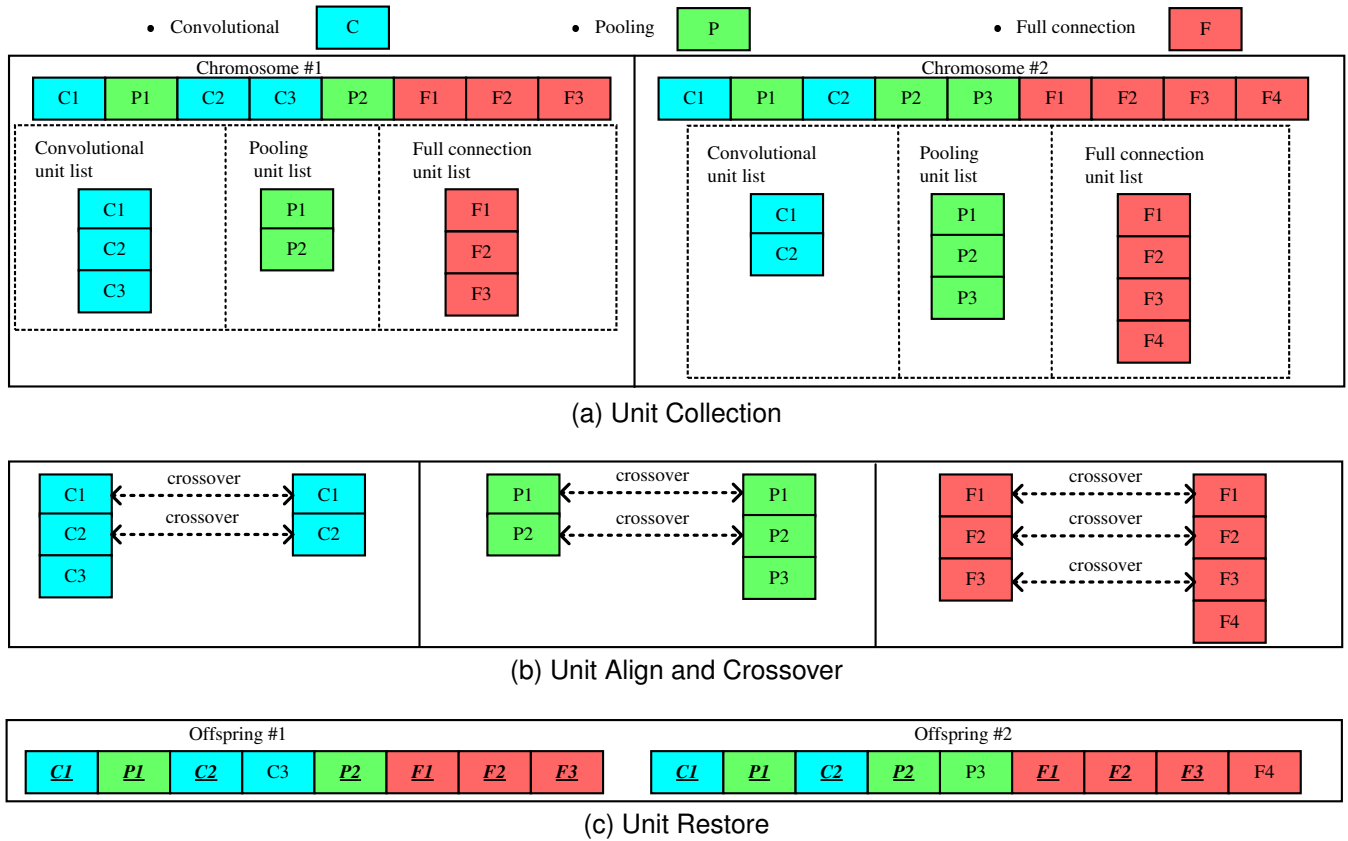 • Convolutional C • Pooling P • Full connection F
Chromosome #1
C1 P1 C2 C3 P2 F1 F2 F3
Convolutional
unit list
C1
C2
C3
Pooling
unit list
P1
P2
Full connection
unit list
F1
F2
F3
Chromosome #2
C1 P1 C2 P2 P3 F1 F2 F3 F4
Convolutional
unit list
C1
C2
Pooling
unit list
P1
P2
P3
Full connection
unit list
F1
F2
F3
F4
(a) Unit Collection
C1 crossover C1
C2 crossover C2
C3
P1 crossover P1
P2 crossover P2
P3
F1 crossover F1
F2 crossover F2
F3 crossover F3
F4
(b) Unit Align and Crossover
Offspring #1
C1 P1 C2 C3 P2 F1 F2 F3
Offspring #2
C1 P1 C2 P2 P3 F1 F2 F3 F4
(c) Unit Restore